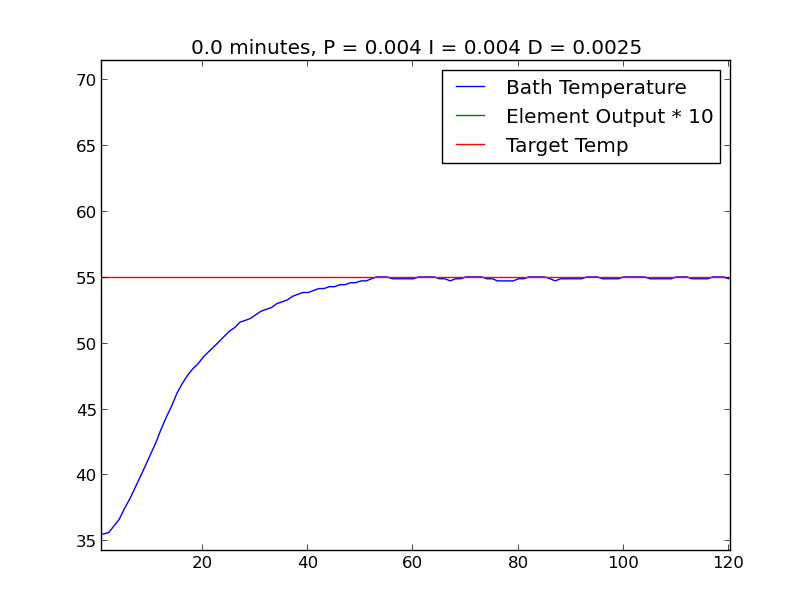 0.0 minutes, P = 0.004 I = 0.004 D = 0.0025
70
Bath Temperature
Element Output * 10
Target Temp
65
60
55
50
45
40
35
20 40 60 80 100 120